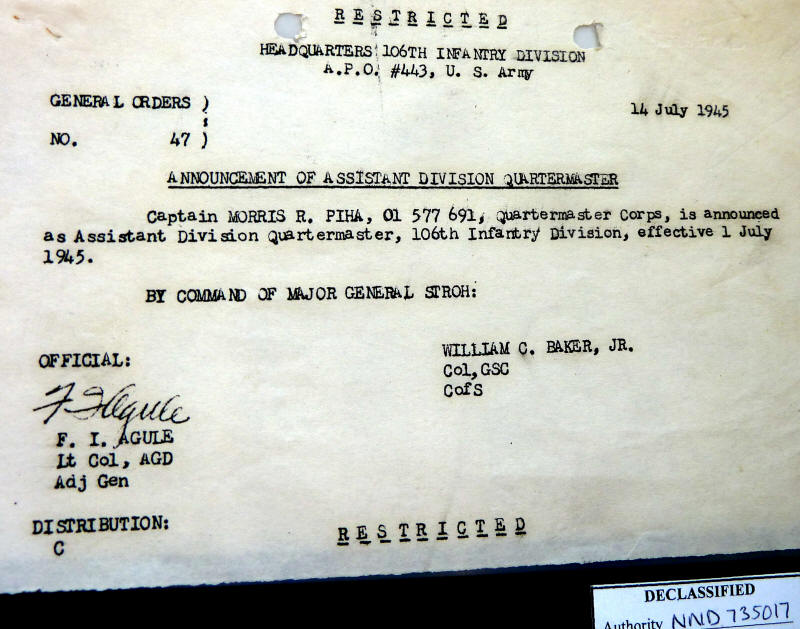 RESTRICTED
HEADQUARTERS 106TH INFANTRY DIVISION
A.P.O. #443, U. S. Army
GENERAL ORDERS )
:
NO. 47 )
14 July 1945
ANNOUNCEMENT OF ASSISTANT DIVISION QUARTERMASTER
Captain MORRIS R. PIHA, 01 577 691, Quartermaster Corps, is announced
as Assistant Division Quartermaster, 106th Infantry Division, effective 1 July
1945.
BY COMMAND OF MAJOR GENERAL STROH:
WILLIAM C. BAKER, JR.
Col, GSC
CofS
OFFICIAL:
F I Agule
F. I. AGULE
Lt Col, AGD
Adj Gen
DISTRIBUTION:
C
RESTRICTED
DECLASSIFIED
Authority NND 735017